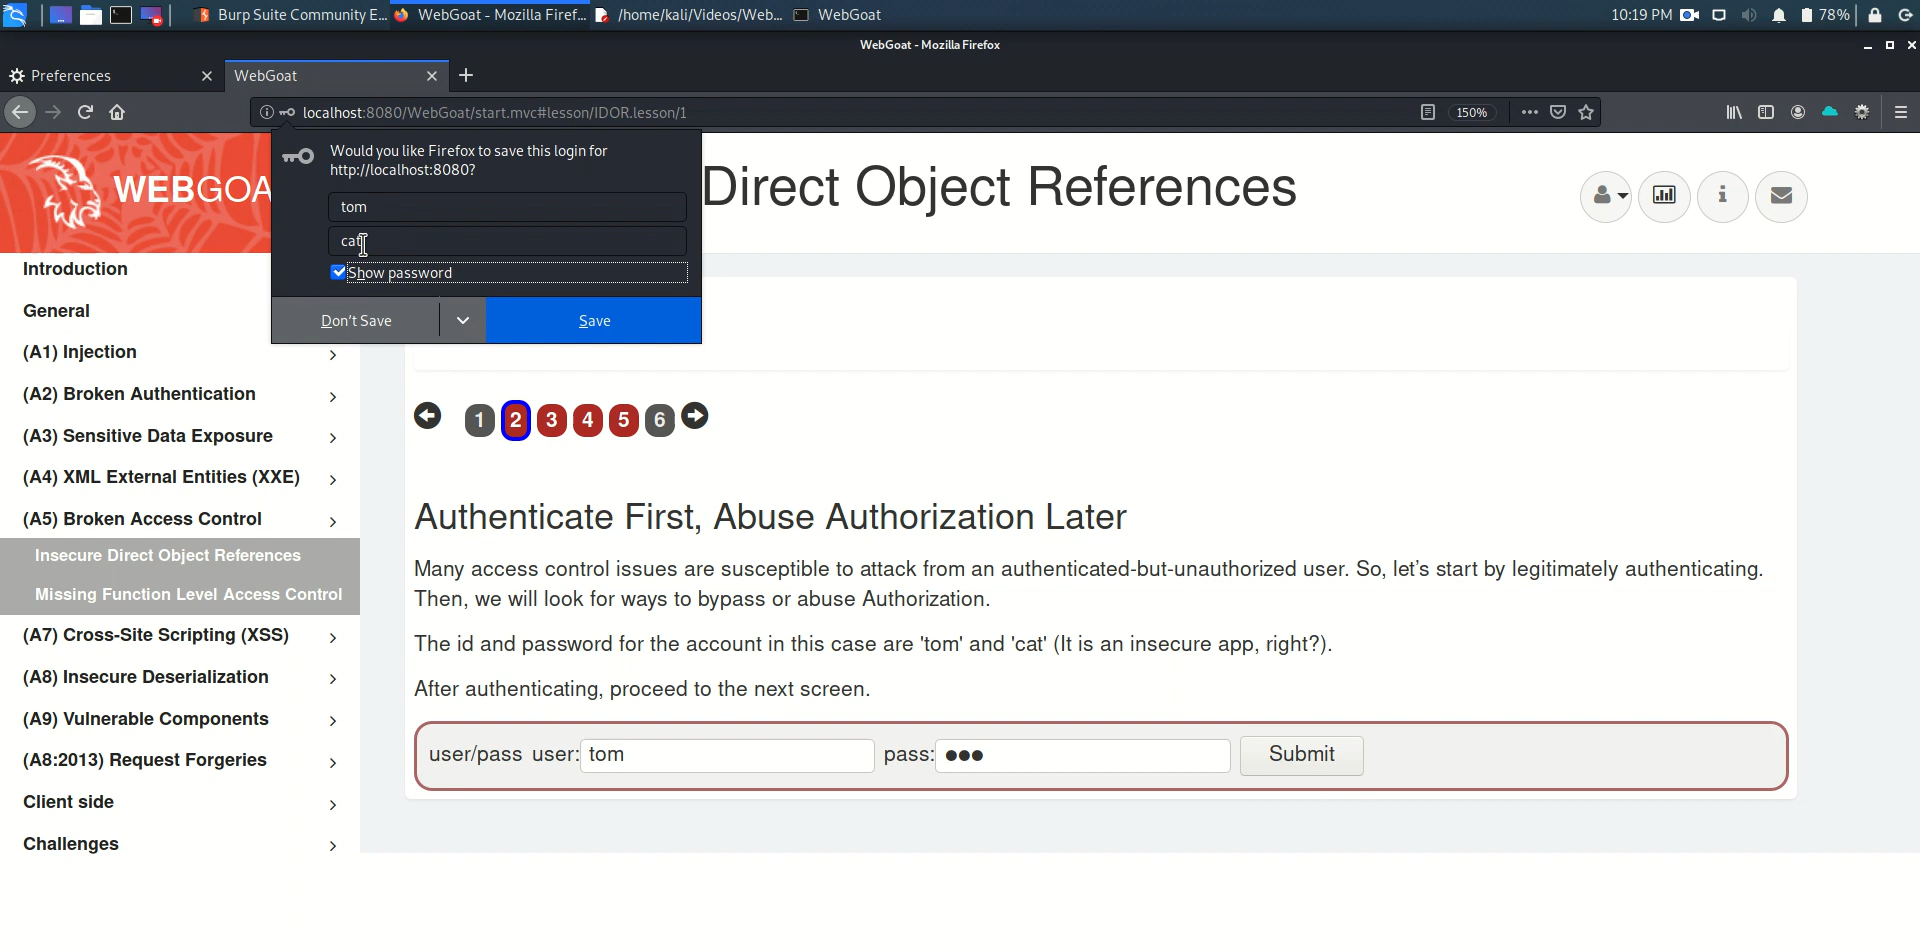 Burp Suite Community E...
WebGoat - Mozilla Firef...
/home/kali/Videos/Web...
WebGoat
10:19 PM
78%
WebGoat - Mozilla Firefox
Preferences
WebGoat
localhost:8080/WebGoat/start.mvc#lesson/IDOR.lesson/1
150%
WEBGOA
Direct Object References
Would you like Firefox to save this login for
http://localhost:8080?
tom
cat
Show password
Don't Save
Save
Introduction
General
(A1) Injection
(A2) Broken Authentication
(A3) Sensitive Data Exposure
(A4) XML External Entities (XXE)
(A5) Broken Access Control
Insecure Direct Object References
Missing Function Level Access Control
(A7) Cross-Site Scripting (XSS)
(A8) Insecure Deserialization
(A9) Vulnerable Components
(A8:2013) Request Forgeries
Client side
Challenges
1 2 3 4 5 6
Authenticate First, Abuse Authorization Later
Many access control issues are susceptible to attack from an authenticated-but-unauthorized user. So, let's start by legitimately authenticating.
Then, we will look for ways to bypass or abuse Authorization.
The id and password for the account in this case are 'tom' and 'cat' (It is an insecure app, right?).
After authenticating, proceed to the next screen.
user/pass user: tom pass: ●●● Submit